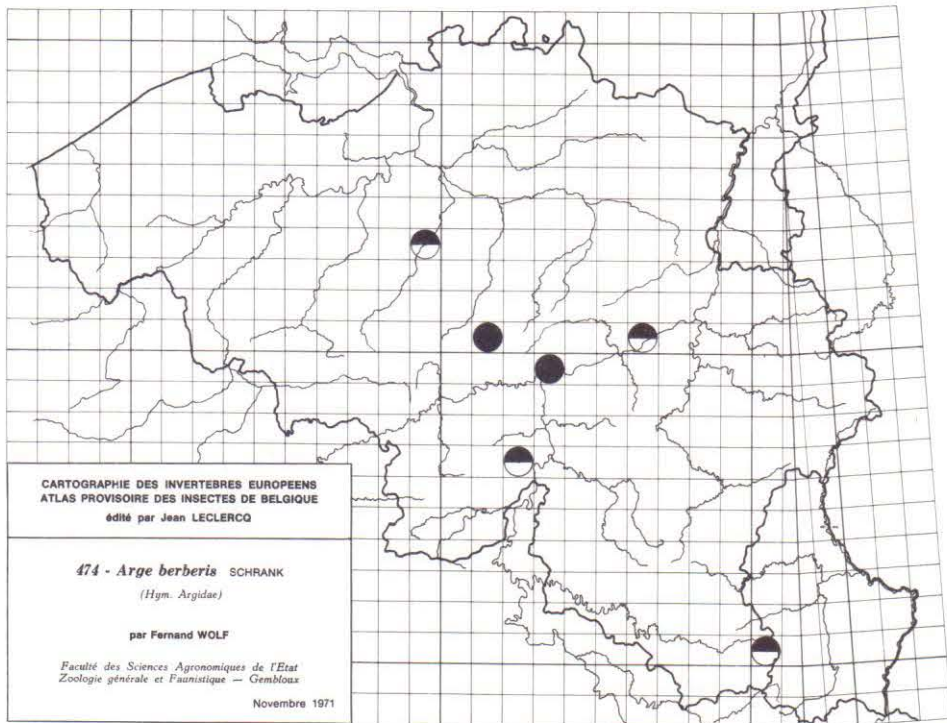 CARTOGRAPHIE DES INVERTEBRES EUROPEENS
ATLAS PROVISOIRE DES INSECTES DE BELGIQUE
édité par Jean LECLERCQ
474 - Arge berberis SCHRANK
(Hym. Argidae)
par Fernand WOLF
Faculté des Sciences Agronomiques de l'Etat
Zoologie générale et Faunistique — Gembloux
Novembre 1971